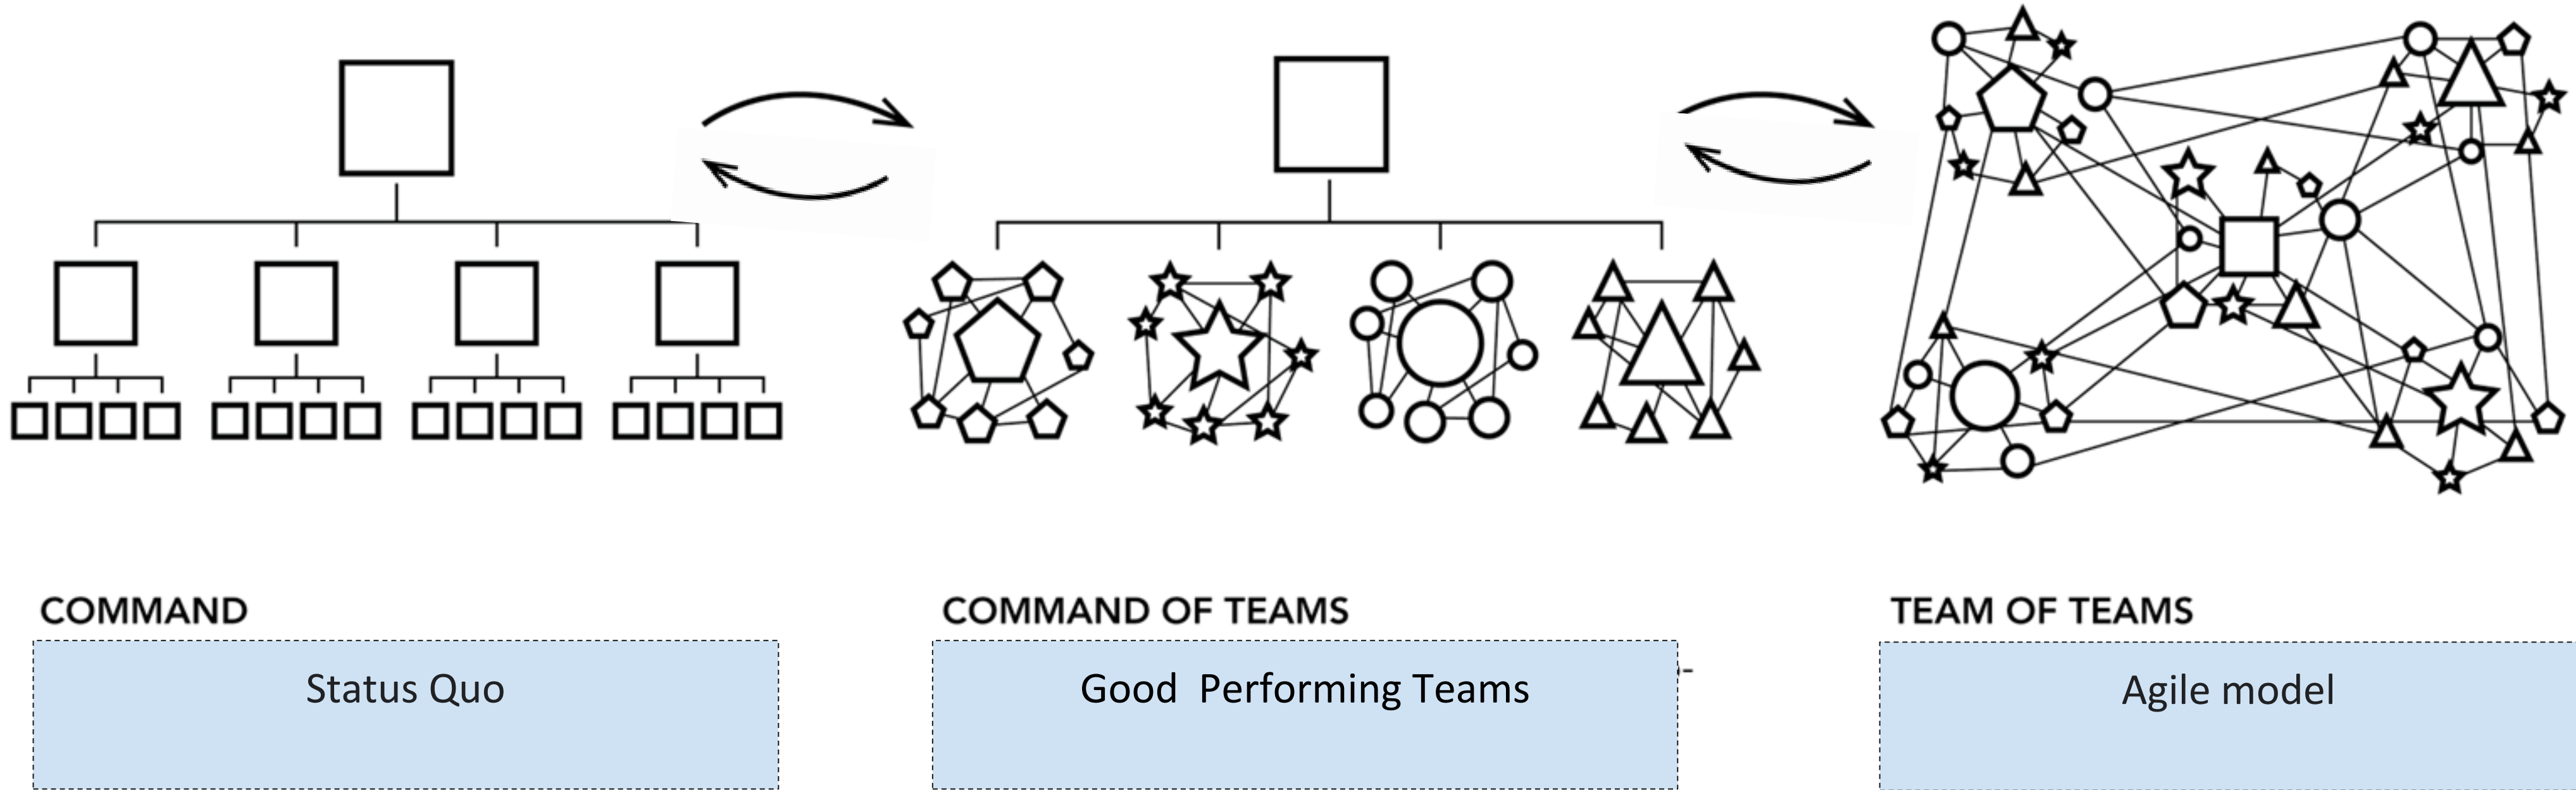 COMMAND
COMMAND OF TEAMS
TEAM OF TEAMS
Status Quo
Good  Performing Teams
Agile model